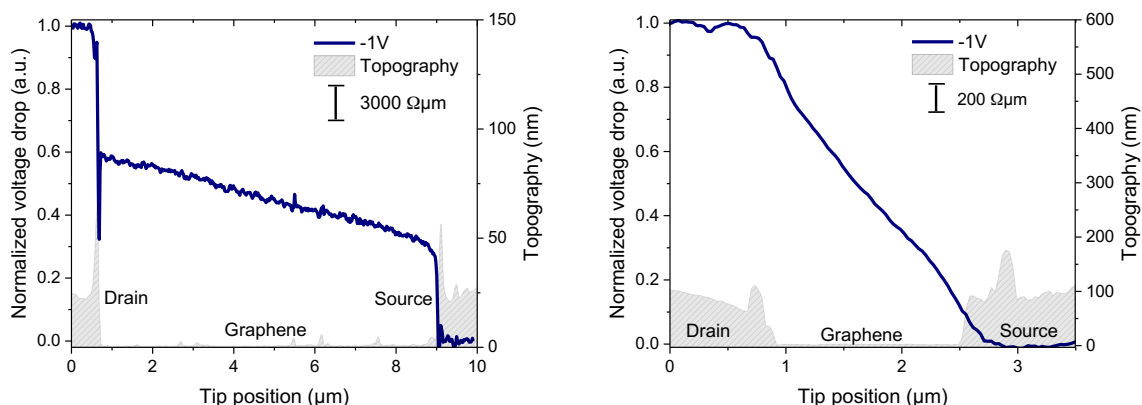 1.0
0.8
0.6
0.4
0.2
0.0
Normalized voltage drop (a.u.)
0 2 4 6 8 10
Tip position (µm)
150
100
50
0
Topography (nm)
-1V
Topography
3000 Ωµm
Drain
Source
Graphene
1.0
0.8
0.6
0.4
0.2
0.0
Normalized voltage drop (a.u.)
0 1 2 3
Tip position (µm)
600
500
400
300
200
100
0
Topography (nm)
-1V
Topography
200 Ωµm
Drain
Graphene
Source